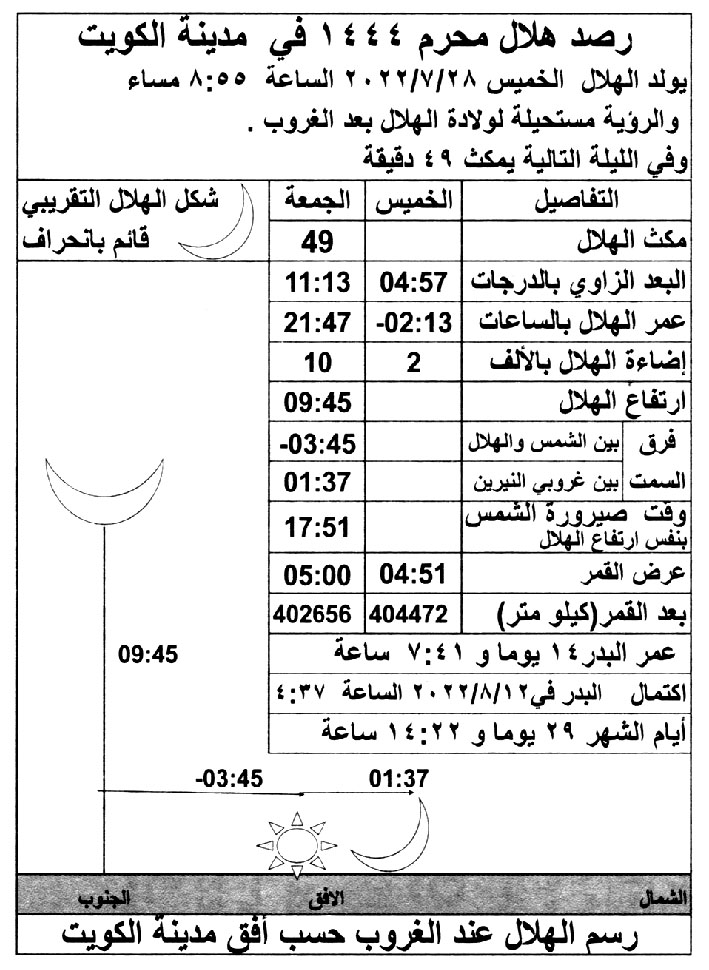 رصد هلال محرم ١٤٤٤ في مدينة الكويت
يولد الهلال الخميس ٢٠٢٢/٧/٢٨ الساعة ٨:٥٥ مساء
والرؤية مستحيلة لولادة الهلال بعد الغروب .
وفي الليلة التالية يمكث ٤٩ دقيقة
التفاصيل الخميس الجمعة
شكل الهلال التقريبي
قائم بانحراف
مكث الهلال 49
البعد الزاوي بالدرجات 04:57 11:13
عمر الهلال بالساعات -02:13 21:47
إضاءة الهلال بالألف 2 10
ارتفاع الهلال 09:45
فرق بين الشمس والهلال -03:45
السمت بين غروبي النيرين 01:37
وقت صيرورة الشمس
بنفس ارتفاع الهلال 17:51
عرض القمر 04:51 05:00
بعد القمر(كيلو متر) 404472 402656
عمر البدر١٤ يوما و ٧:٤١ ساعة
اكتمال البدر في٢٠٢٢/٨/١٢ الساعة ٤:٣٧
أيام الشهر ٢٩ يوما و ١٤:٢٢ ساعة
09:45
-03:45 01:37
الشمال الافق الجنوب
رسم الهلال عند الغروب حسب أفق مدينة الكويت